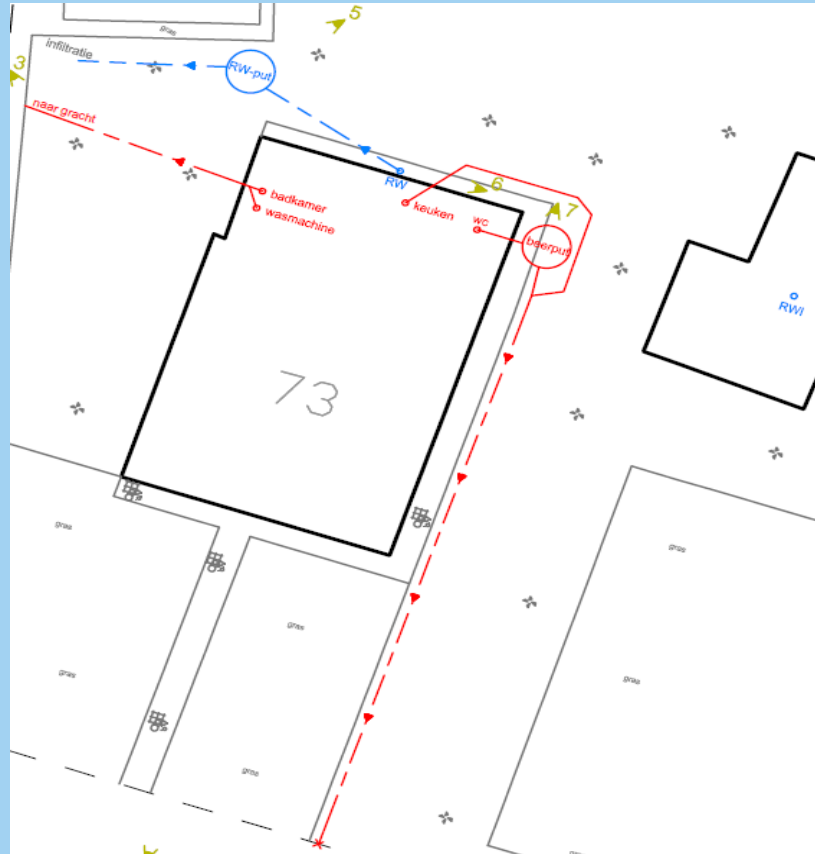 gras
5
infiltratie
3
RW-put
naar gracht
RW
6
badkamer
keuken
7
wasmachine
wc
beerput
RWI
73
gras
gras
gras
gras
gras
gras